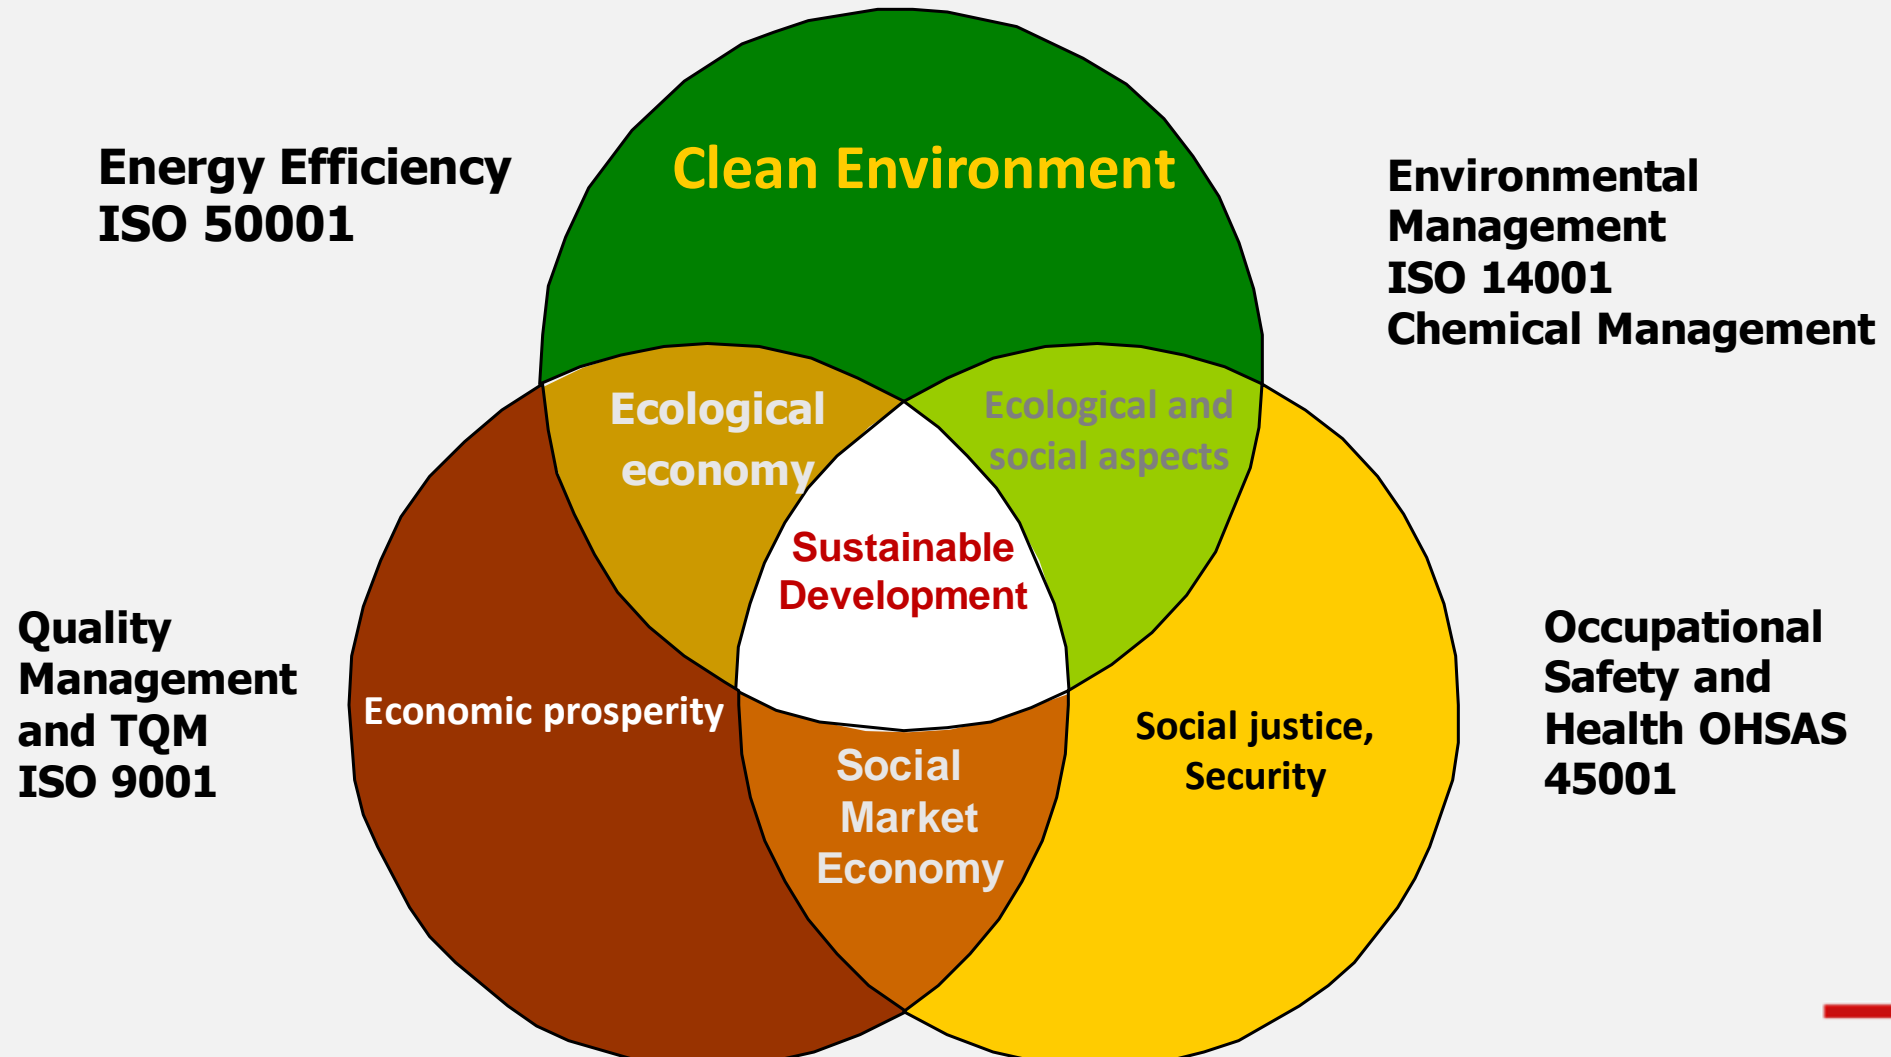 Energy Efficiency
ISO 50001
Clean Environment
Environmental
Management
ISO 14001
Chemical Management
Ecological
economy
Ecological and
social aspects
Sustainable
Development
Quality
Management
and TQM
ISO 9001
Economic prosperity
Social
Market
Economy
Social justice,
Security
Occupational
Safety and
Health OHSAS
45001